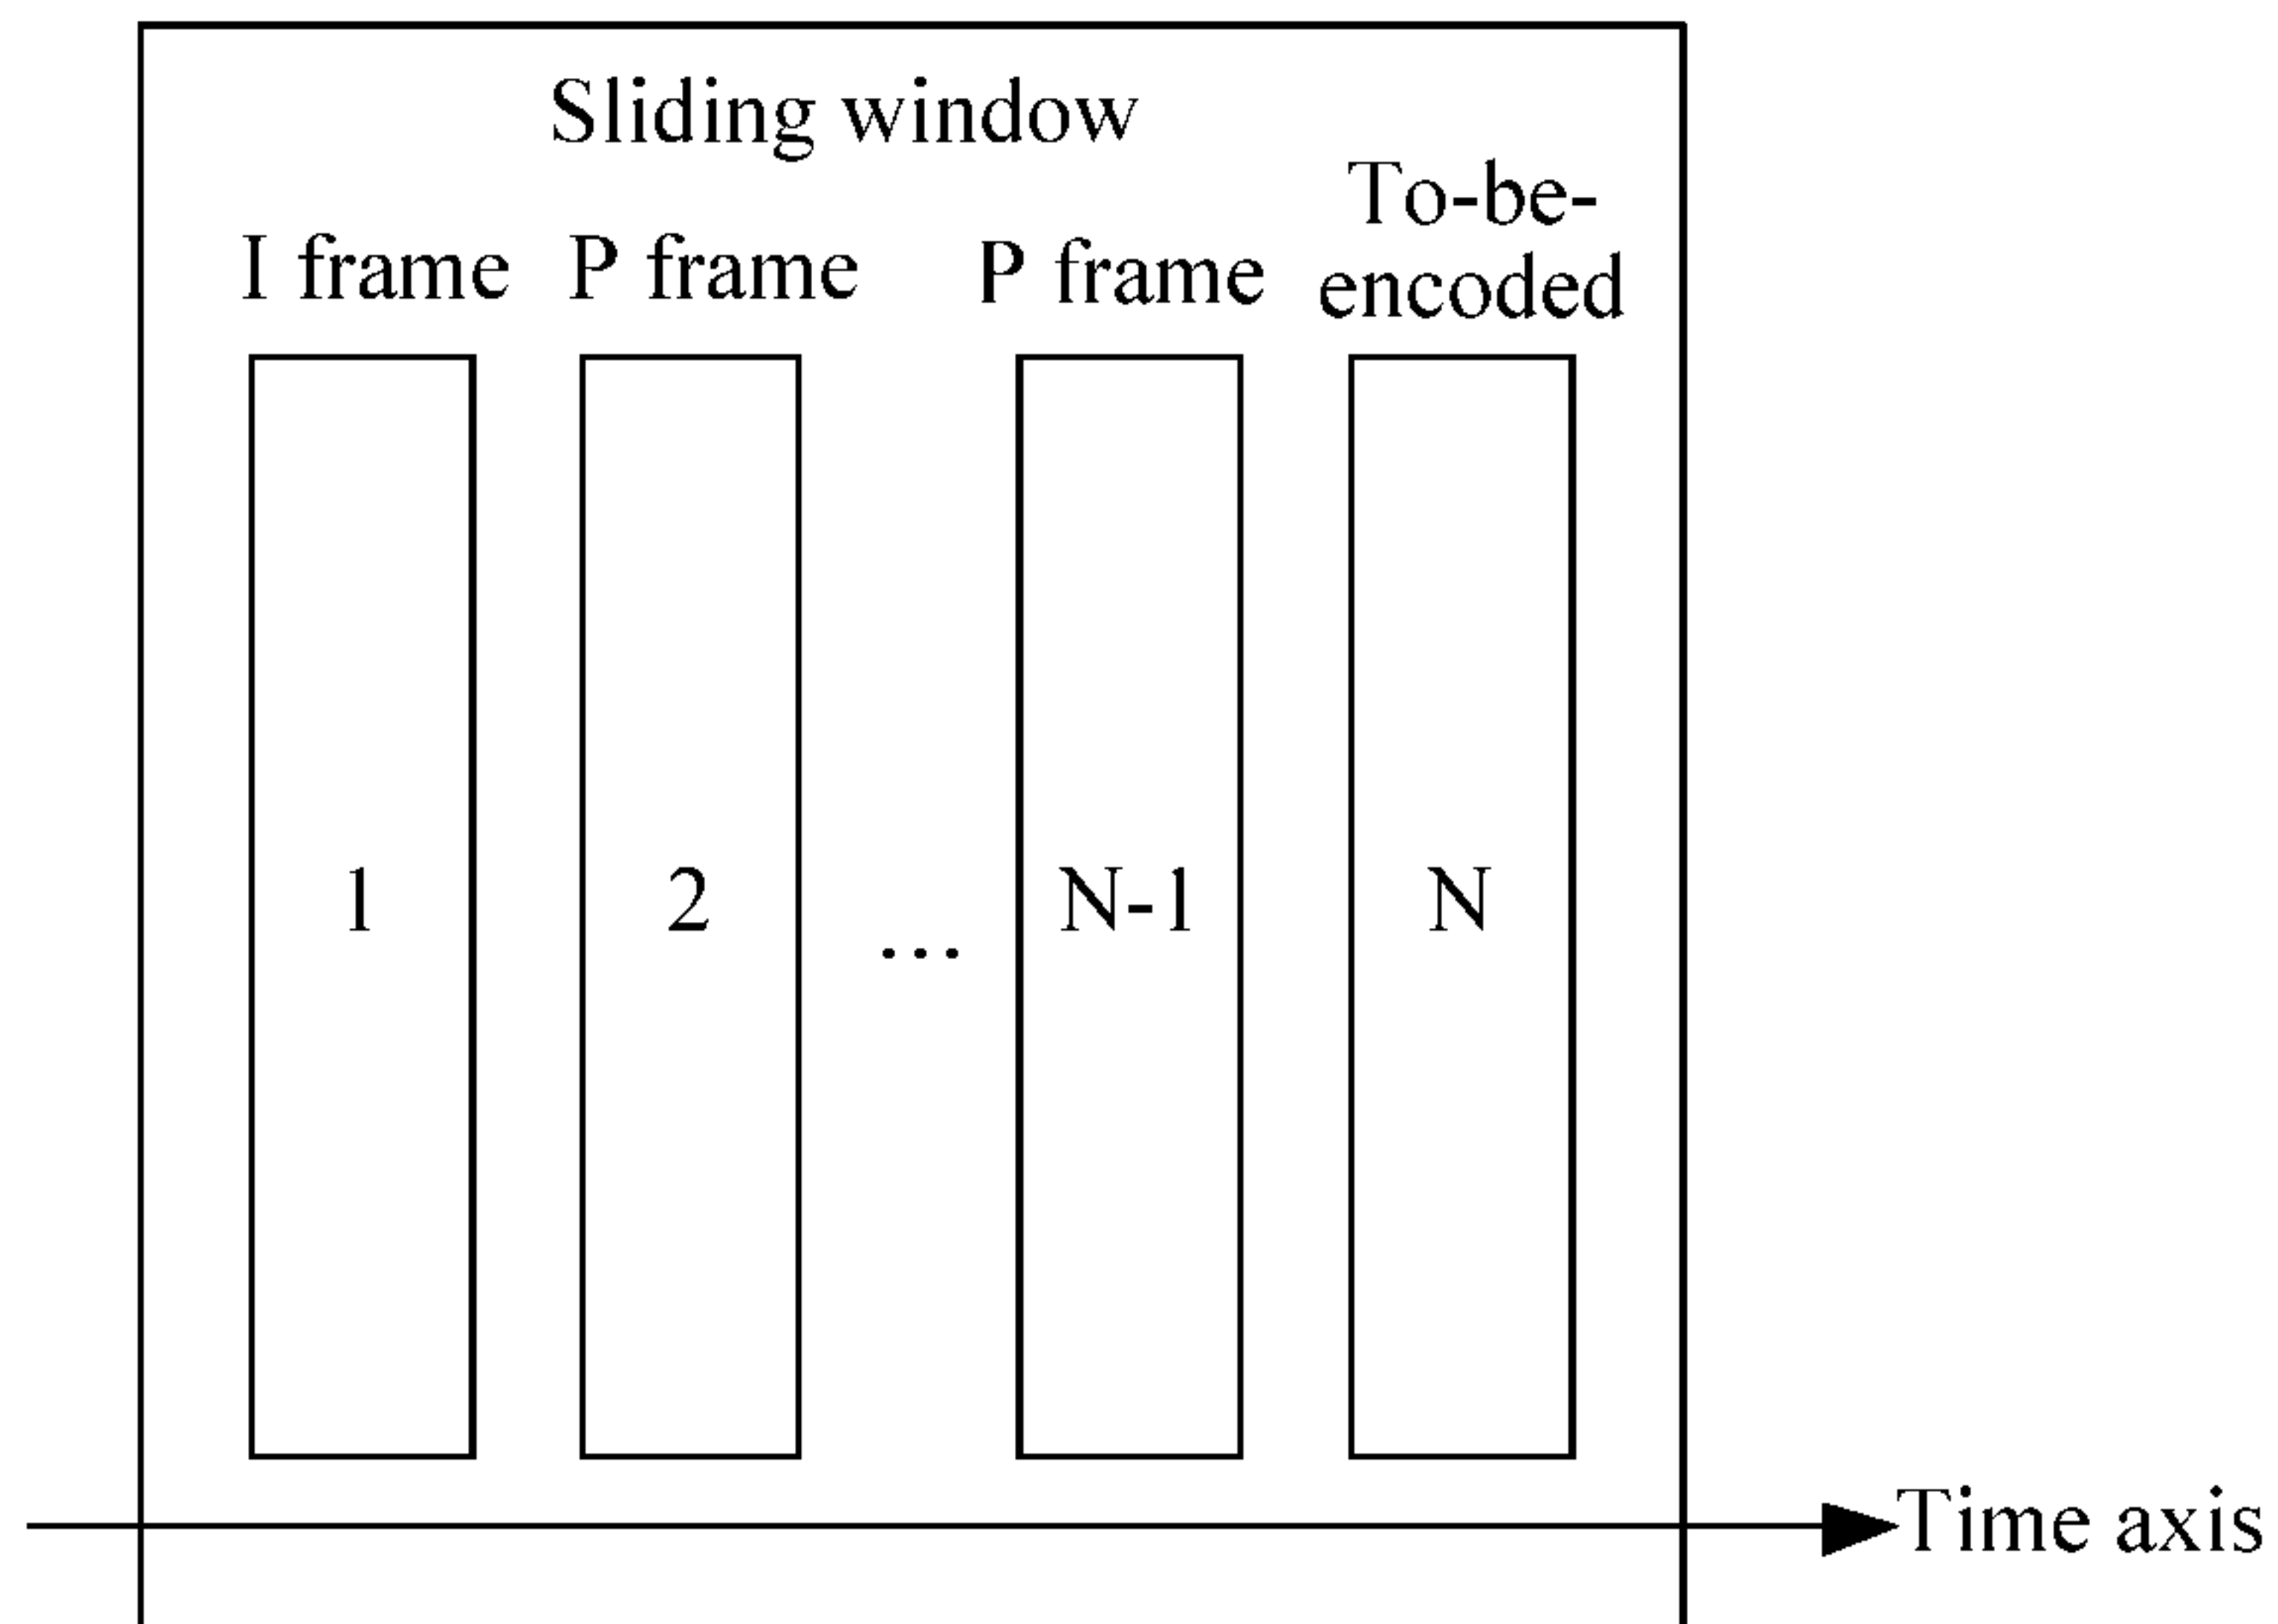 Sliding window
I frame
P frame
P frame
To-be-
encoded
1
2
...
N-1
N
Time axis